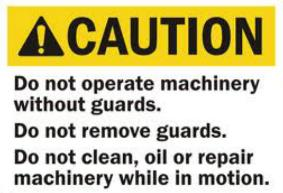 CAUTION
Do not operate machinery
without guards.
Do not remove guards.
Do not clean, oil or repair
machinery while in motion.